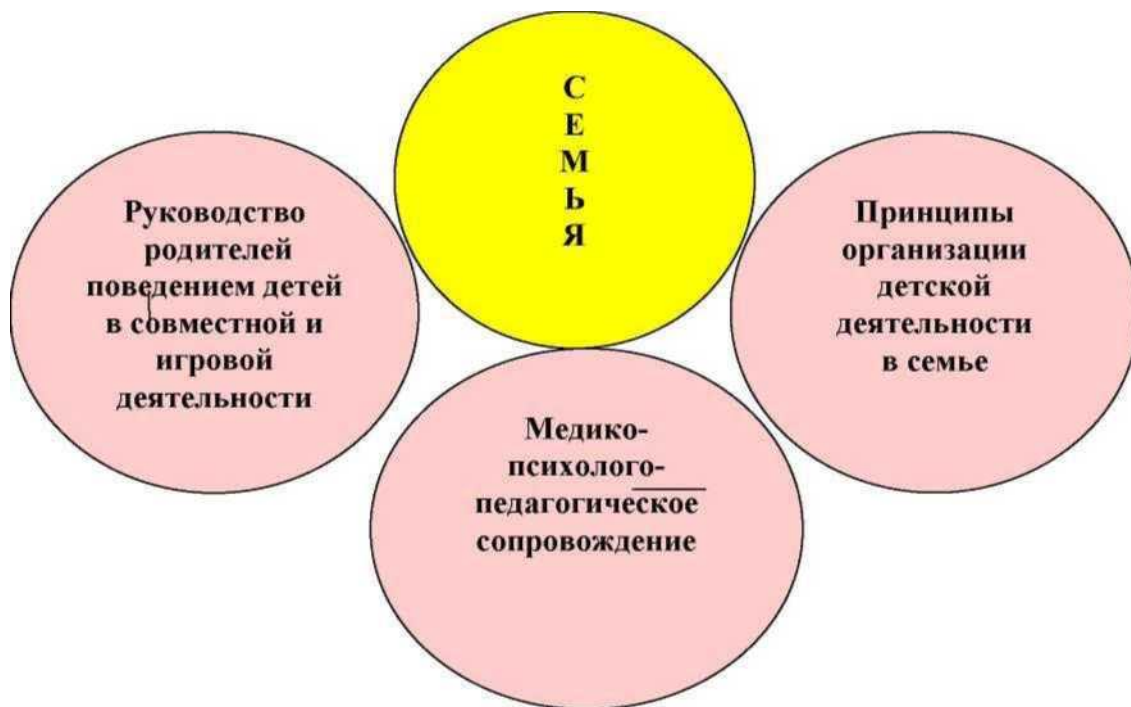 С
Е
М
Ь
Я
Руководство
родителей
поведением детей
в совместной и
игровой
деятельности
Принципы
организации
детской
деятельности
в семье
Медико-
психолого-
педагогическое
сопровождение